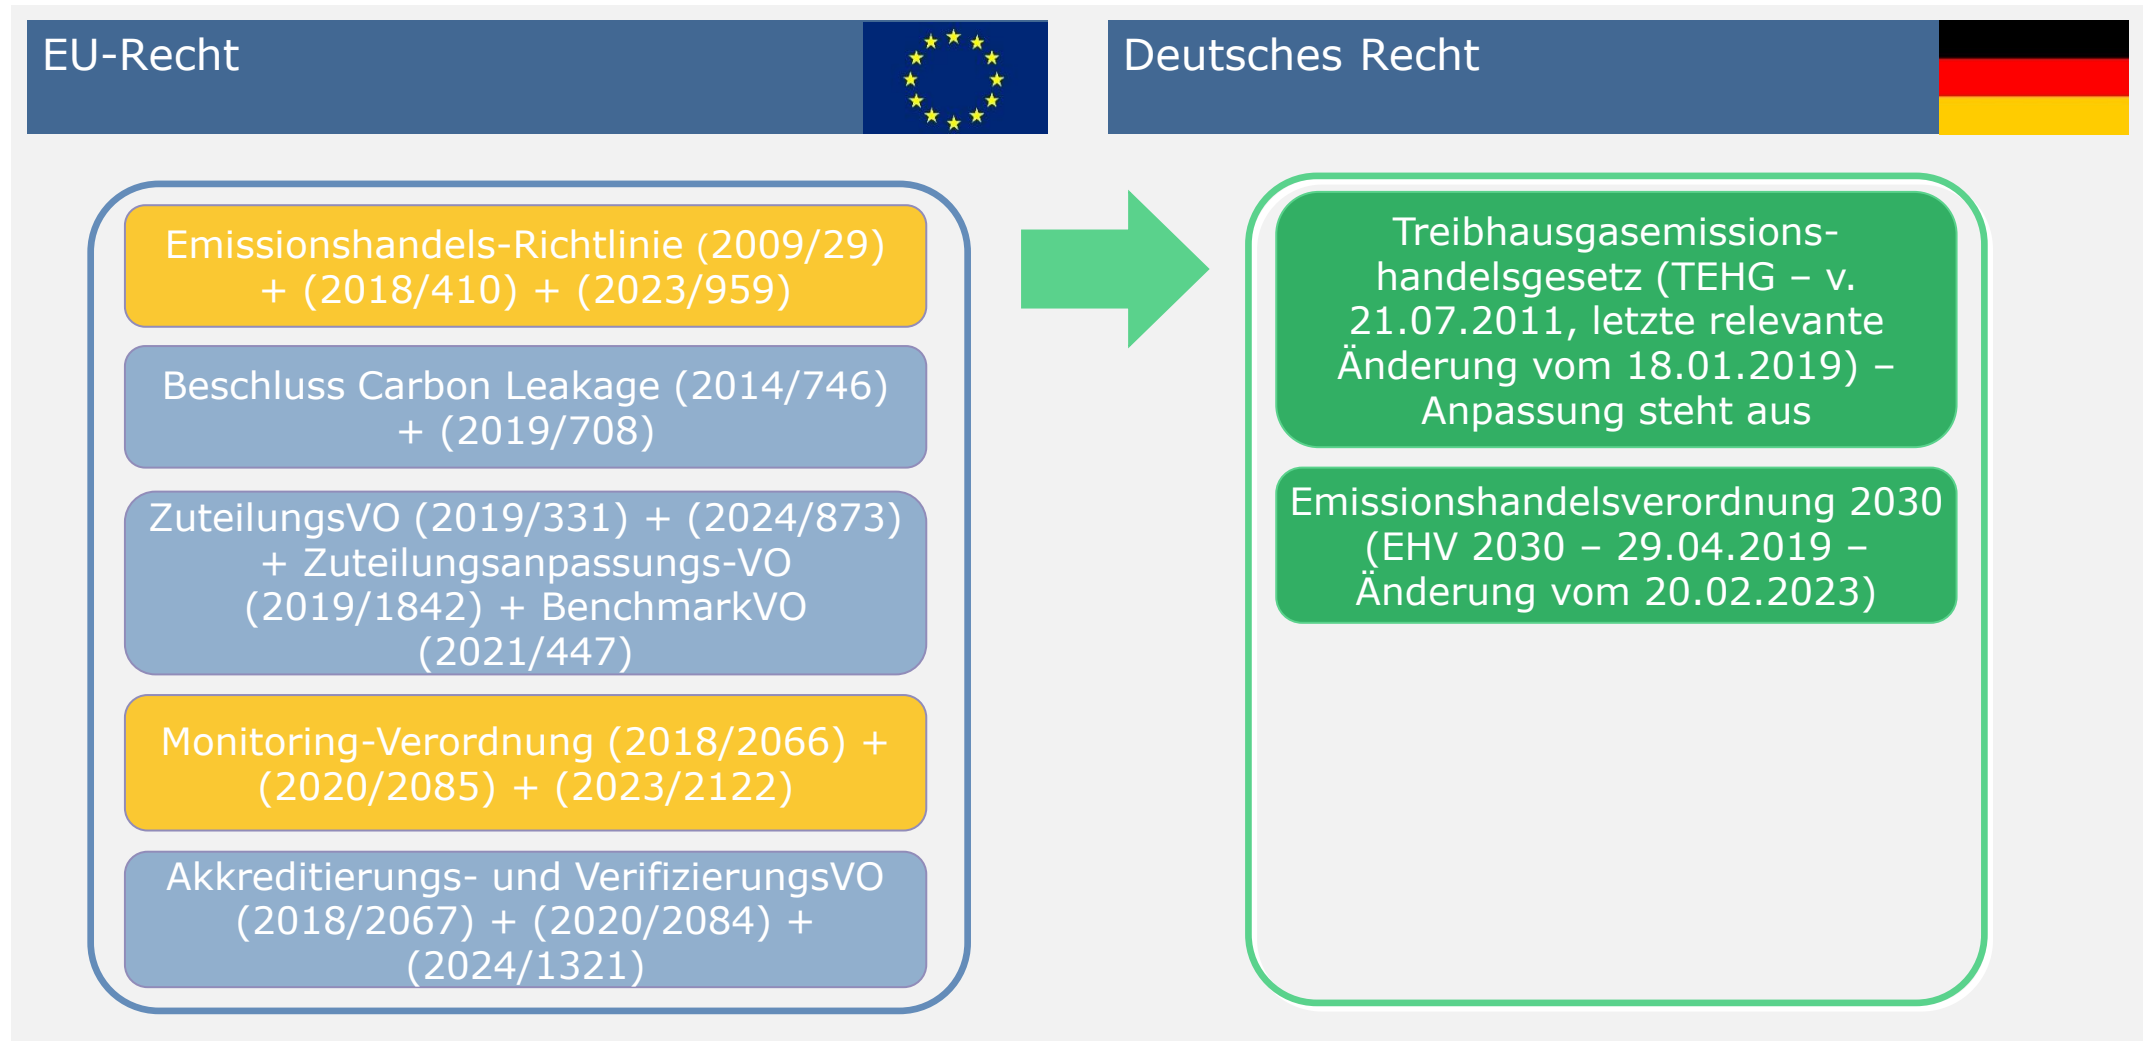 EU-Recht
Emissionshandels-Richtlinie (2009/29)
+ (2018/410) + (2023/959)
Beschluss Carbon Leakage (2014/746)
+ (2019/708)
ZuteilungsVO (2019/331) + (2024/873)
+ Zuteilungsanpassungs-VO
(2019/1842) + BenchmarkVO
(2021/447)
Monitoring-Verordnung (2018/2066) +
(2020/2085) + (2023/2122)
Akkreditierungs- und VerifizierungsVO
(2018/2067) + (2020/2084) +
(2024/1321)
Deutsches Recht
Treibhausgasemissions-
handelsgesetz (TEHG – v.
21.07.2011, letzte relevante
Änderung vom 18.01.2019) –
Anpassung steht aus
Emissionshandelsverordnung 2030
(EHV 2030 – 29.04.2019 –
Änderung vom 20.02.2023)